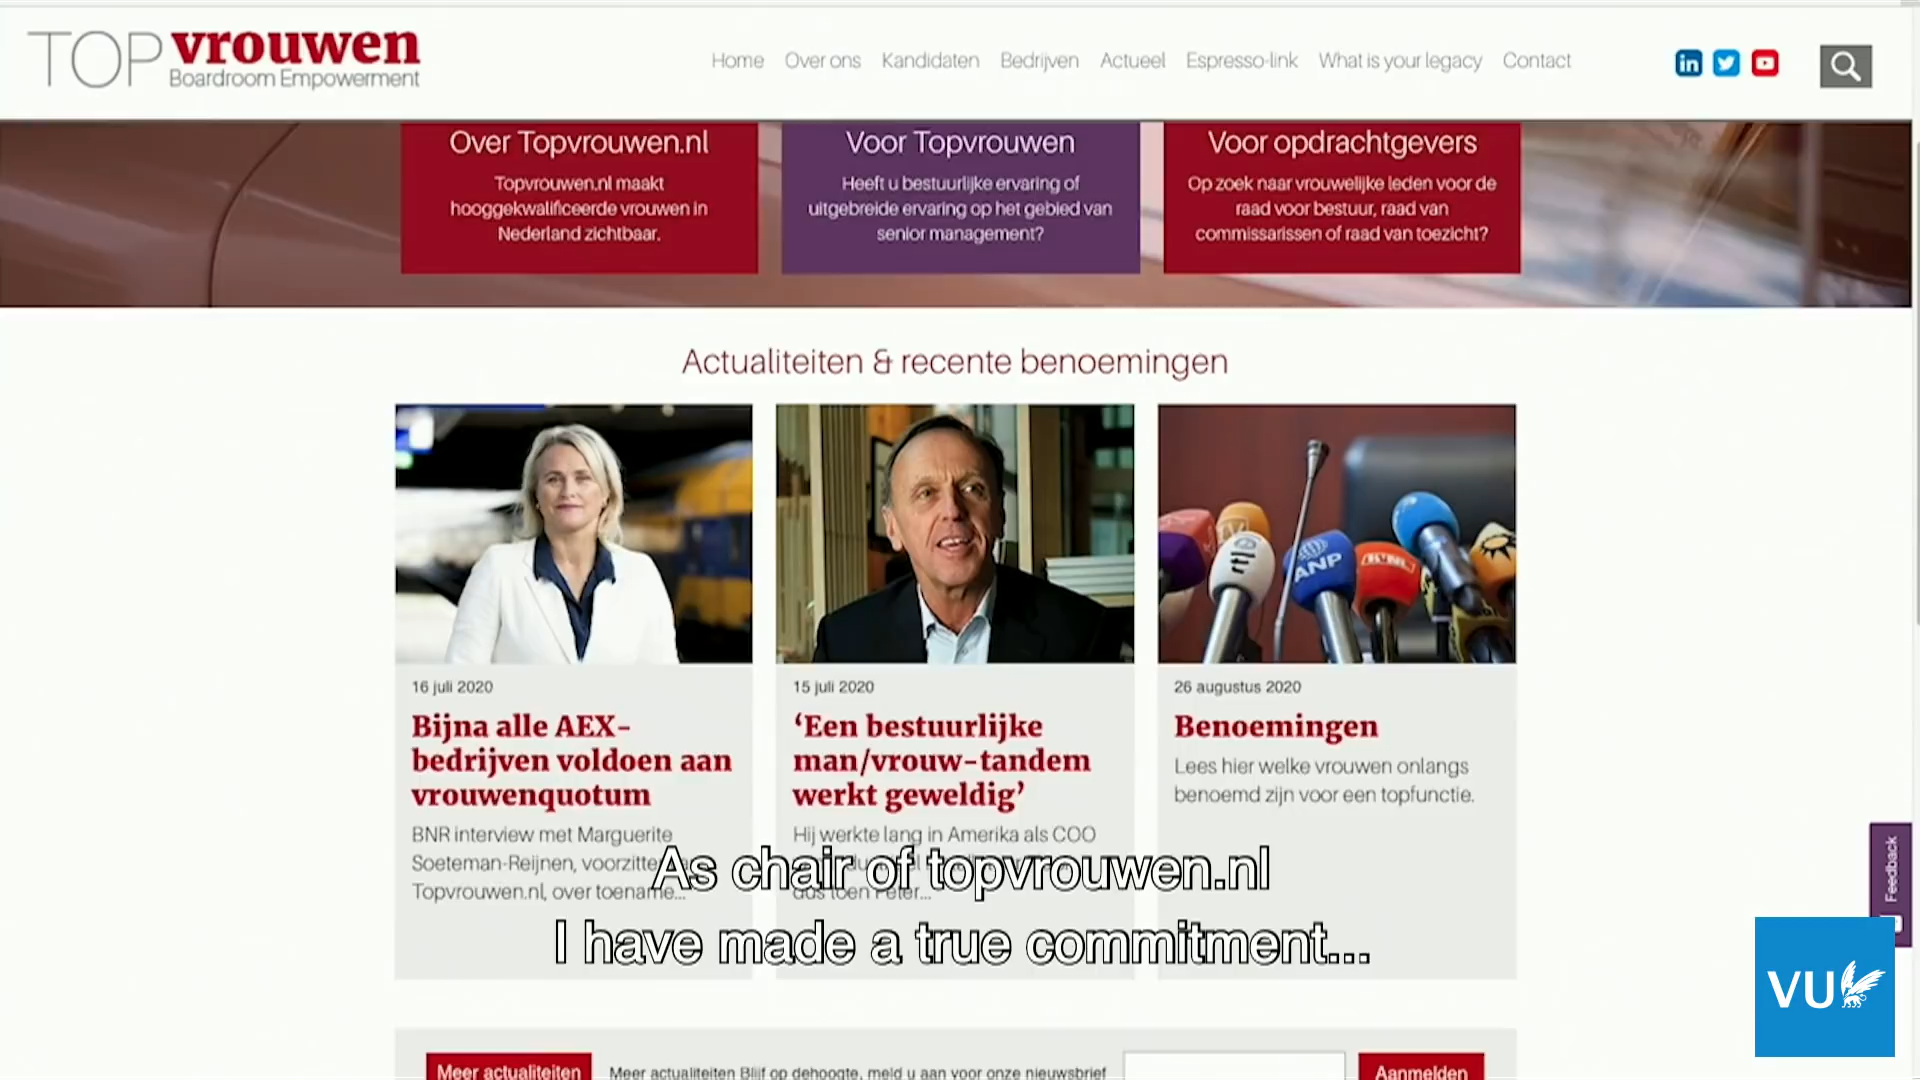 TOP vrouwen
Boardroom Empowerment
Home Over ons Kandidaten Bedrijven Actueel Espresso-link What is your legacy Contact
in
Over Topvrouwen.nl
Topvrouwen.nl maakt
hooggekwalificeerde vrouwen in
Nederland zichtbaar.
Voor Topvrouwen
Heeft u bestuurlijke ervaring of
uitgebreide ervaring op het gebied van
senior management?
Voor opdrachtgevers
Op zoek naar vrouwelijke leden voor de
raad voor bestuur, raad van
commissarissen of raad van toezicht?
Actualiteiten & recente benoemingen
16 juli 2020
Bijna alle AEX-
bedrijven voldoen aan
vrouwenquotum
BNR interview met Marguerite
Soeteman-Reijnen,
Topvrouwen.nl, over toename...
15 juli 2020
‘Een bestuurlijke
man/vrouw-tandem
werkt geweldig’
Hij werkte lang in Amerika als COO
dus toen Peter...
rtl
ANP
26 augustus 2020
Benoemingen
Lees hier welke vrouwen onlangs
benoemd zijn voor een topfunctie.
As chair of topvrouwen.nl
I have made a true commitment...
Feedback
VU
Meer actualiteiten
Meer actualiteiten Blijf op dehoogte, meld u aan voor onze nieuwsbrief
Aanmelden